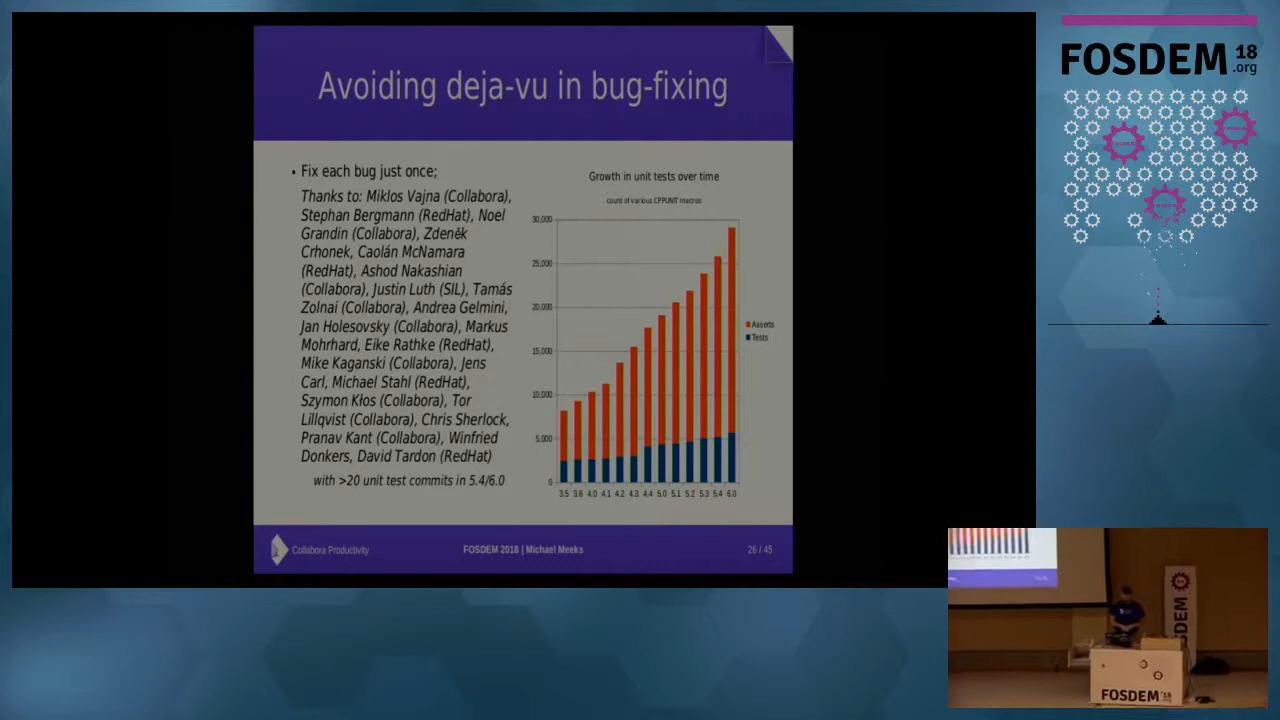 Avoiding deja-vu in bug-fixing
• Fix each bug just once;
Thanks to: Miklos Vajna (Collabora),
Stephan Bergmann (RedHat), Noel
Grandin (Collabora), Zdeněk
Crhonek, Caolán McNamara
(RedHat), Ashod Nakashian
(Collabora), Justin Luth (SIL), Tamás
Zolnai (Collabora), Andrea Gelmini,
Jan Holesovsky (Collabora), Markus
Mohrhard, Eike Rathke (RedHat),
Mike Kaganski (Collabora), Jens
Carl, Michael Stahl (RedHat),
Szymon Kłos (Collabora), Tor
Lillqvist (Collabora), Chris Sherlock,
Pranav Kant (Collabora), Winfried
Donkers, David Tardon (RedHat)
with >20 unit test commits in 5.4/6.0
Growth in unit tests over time
count of various CPPUNIT macros
30,000
25,000
20,000
15,000
10,000
5,000
0
3.5 3.6 4.0 4.1 4.2 4.3 4.4 5.0 5.1 5.2 5.3 5.4 6.0
Asserts
Tests
Collabora Productivity
FOSDEM 2018 | Michael Meeks
26 / 45
FOSDEM 18
.org
FOSDEM
FOSDEM 18
.org